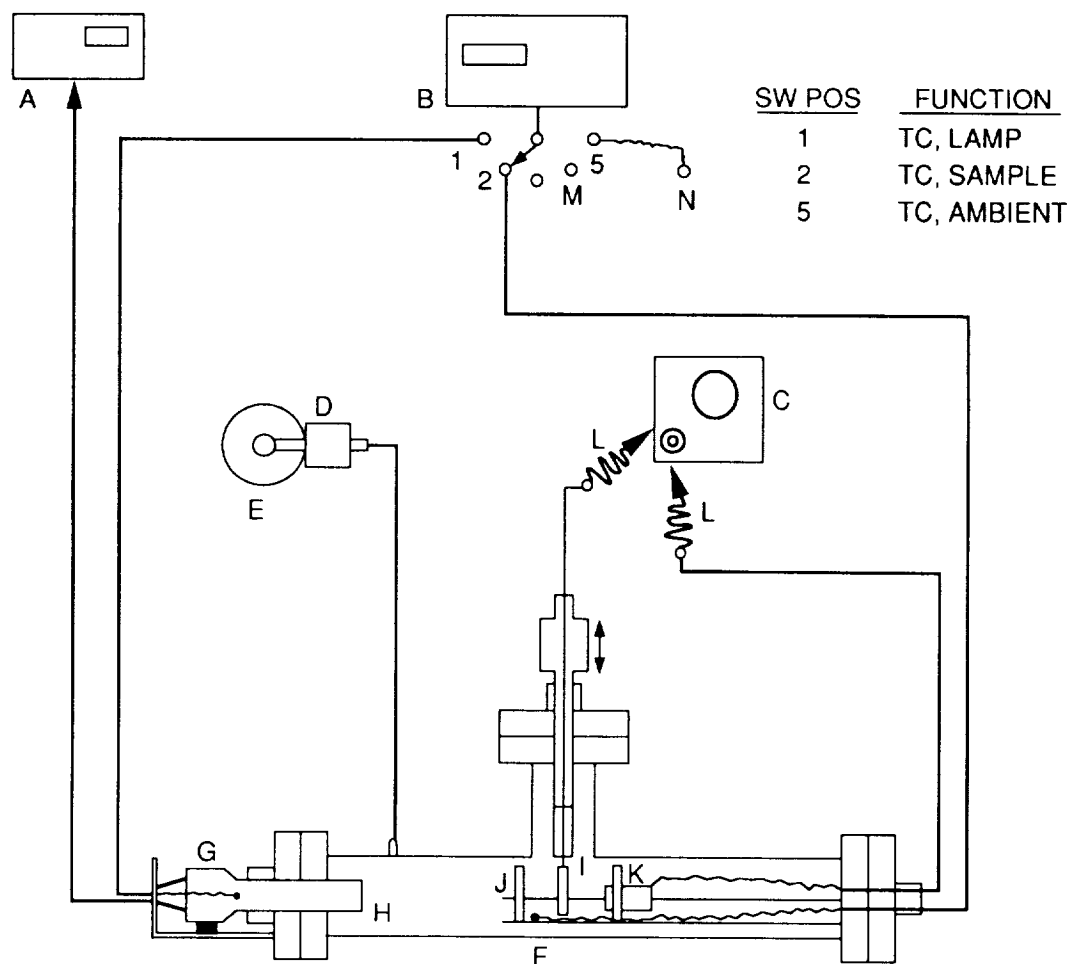 A
B
SW POS FUNCTION
1 TC, LAMP
2 TC, SAMPLE
5 TC, AMBIENT
1
2
5
M
N
C
D
L
E
L
G
I
J
K
H
F